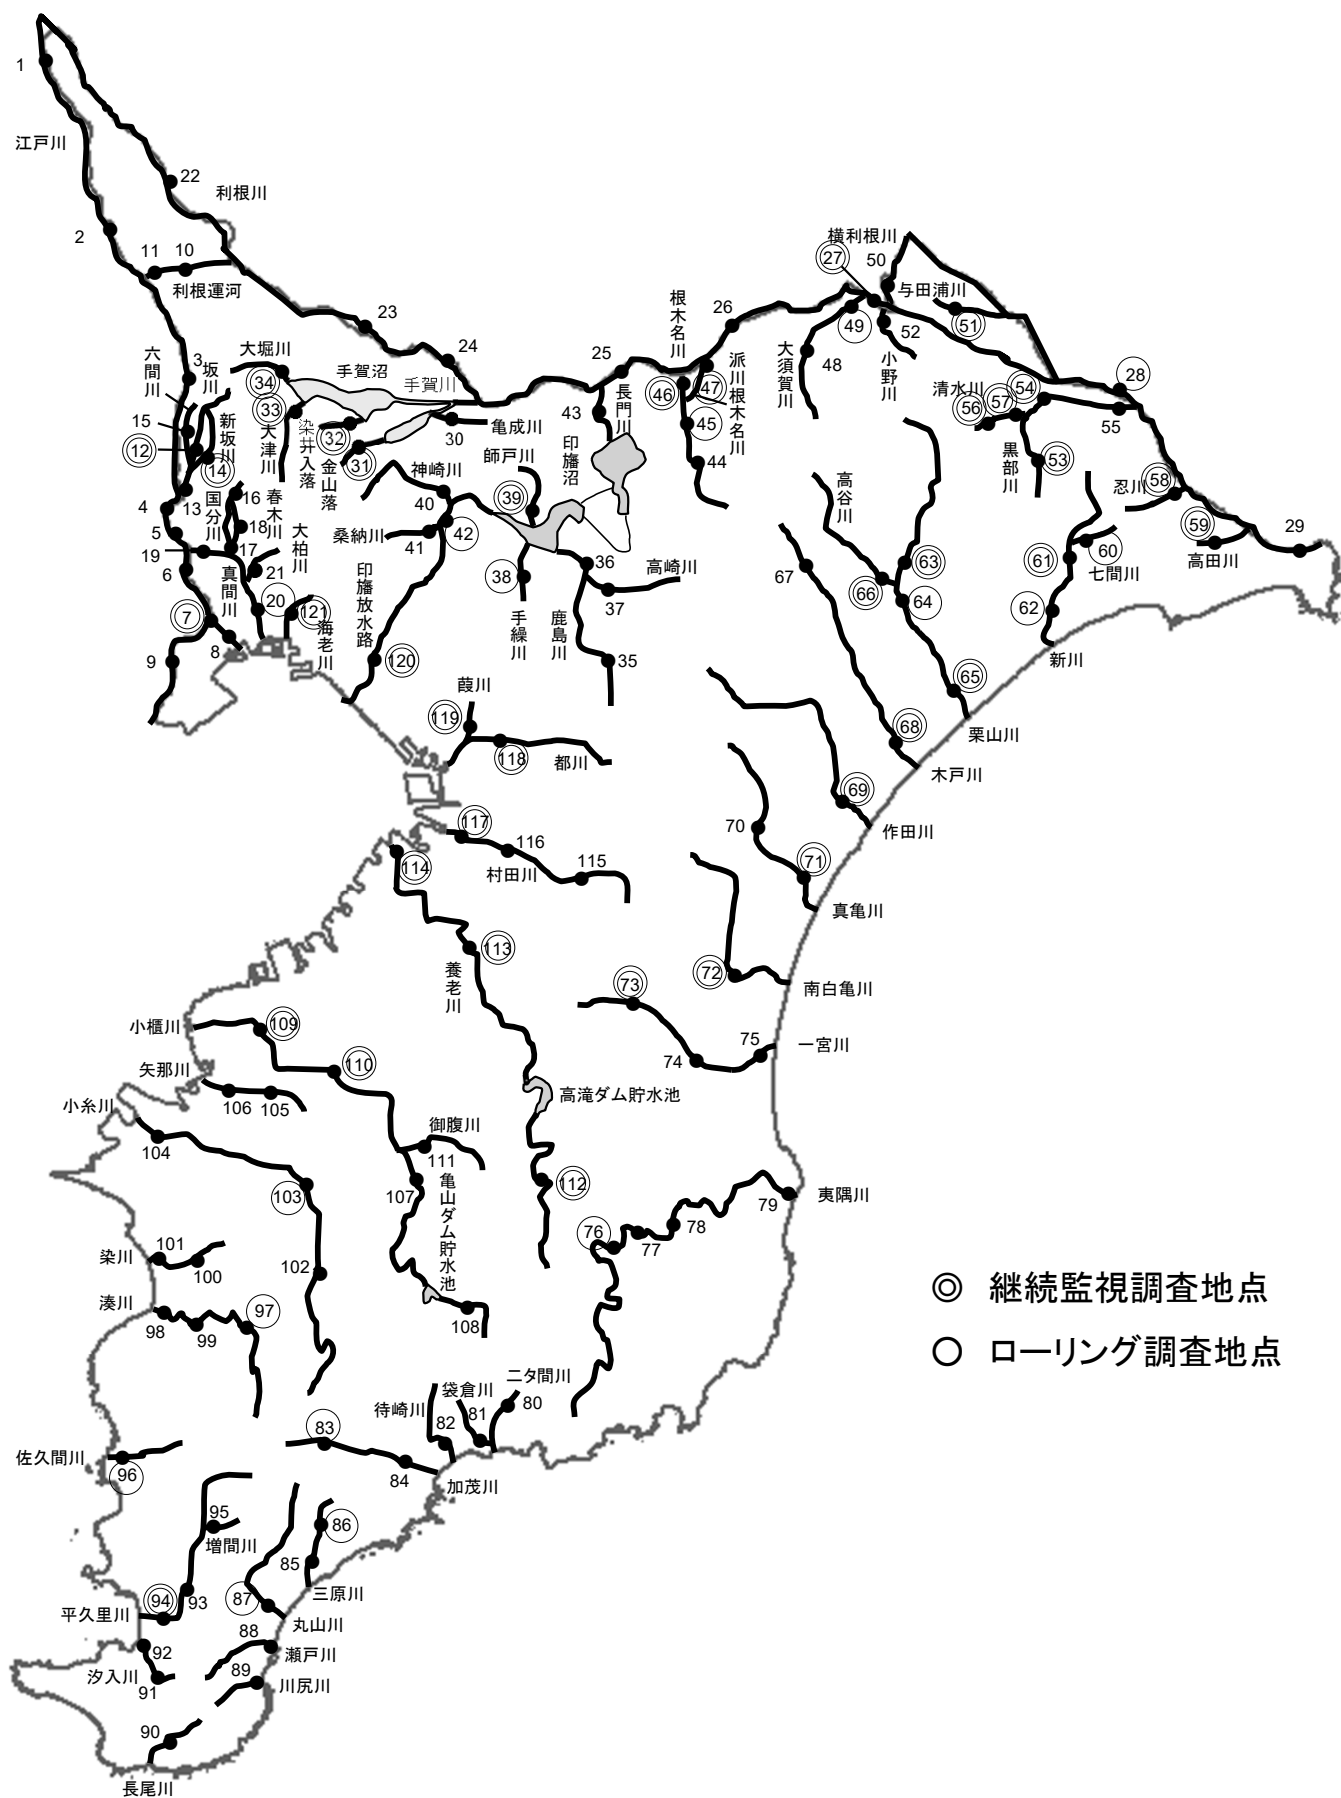 1
江戸川
22
利根川
2
11
10
利根運河
23
24
25
26
根木名川
派川根木名川
横利根川
27
50
与田浦川
51
49
52
小野川
48
大須賀川
28
清水川
54
57
56
55
黒部川
53
六間川
3
坂川
大堀川
34
手賀沼
手賀川
33
新坂川
15
12
14
大津川
染井入落
32
金山落
31
30
亀成川
43
長門川
印旛沼
46
47
45
44
師戸川
神崎川
39
4
13
国分川
16
春木川
5
18
19
17
大柏川
40
桑納川
41
42
6
真間川
21
7
20
121
海老川
8
9
印旛放水路
120
38
手繰川
36
高崎川
37
鹿島川
35
高谷川
67
63
66
64
58
忍川
59
高田川
29
61
60
七間川
62
新川
65
栗山川
68
木戸川
69
作田川
葭川
119
118
都川
117
116
村田川
115
114
70
71
真亀川
113
養老川
72
南白亀川
73
74
75
一宮川
小櫃川
109
110
矢那川
106
105
高滝ダム貯水池
小糸川
104
御腹川
111
107
亀山ダム貯水池
112
103
79
夷隅川
76
77
78
染川
101
100
102
湊川
98
99
97
108
◎ 継続監視調査地点
○ ローリング調査地点
二タ間川
袋倉川
80
待崎川
81
82
83
84
加茂川
佐久間川
96
95
増間川
86
85
三原川
94
93
87
丸山川
平久里川
92
88
瀬戸川
汐入川
91
89
川尻川
90
長尾川